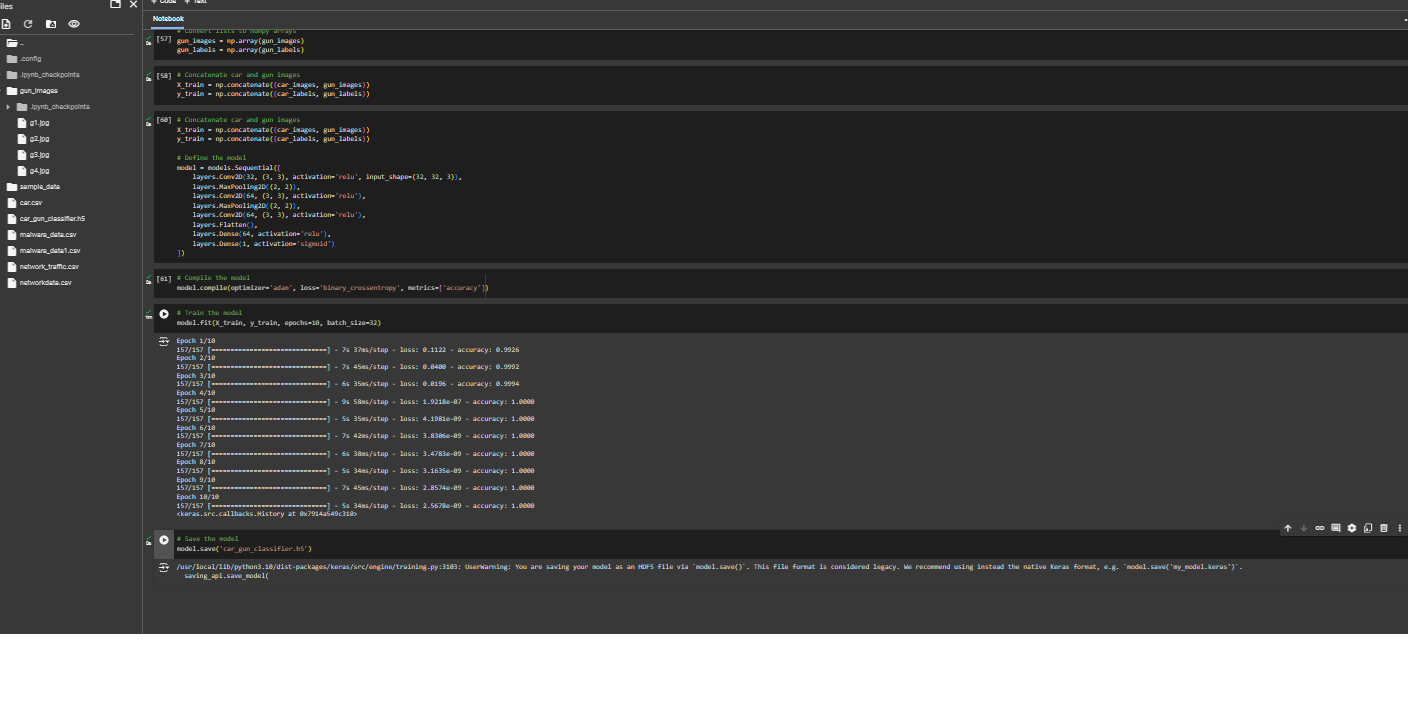 iles
+ Code + Text
Notebook
..
.config
.ipynb_checkpoints
gun_images
.ipynb_checkpoints
g1.jpg
g2.jpg
g3.jpg
g4.jpg
sample_data
car.csv
car_gun_classifier.h5
malware_data.csv
malware_data1.csv
network_traffic.csv
networkdata.csv
# Convert lists to numpy arrays
[57] gun_images = np.array(gun_images)
gun_labels = np.array(gun_labels)
0s
[58] # Concatenate car and gun images
0s
X_train = np.concatenate((car_images, gun_images))
y_train = np.concatenate((car_labels, gun_labels))
[60] # Concatenate car and gun images
0s
X_train = np.concatenate((car_images, gun_images))
y_train = np.concatenate((car_labels, gun_labels))
# Define the model
model = models.Sequential([
layers.Conv2D(32, (3, 3), activation='relu', input_shape=(32, 32, 3)),
layers.MaxPooling2D((2, 2)),
layers.Conv2D(64, (3, 3), activation='relu'),
layers.MaxPooling2D((2, 2)),
layers.Conv2D(64, (3, 3), activation='relu'),
layers.Flatten(),
layers.Dense(64, activation='relu'),
layers.Dense(1, activation='sigmoid')
])
[61] # Compile the model
0s
model.compile(optimizer='adam', loss='binary_crossentropy', metrics=['accuracy'])
# Train the model
1m
model.fit(X_train, y_train, epochs=10, batch_size=32)
Epoch 1/10
157/157 [==============================] - 7s 37ms/step - loss: 0.1122 - accuracy: 0.9926
Epoch 2/10
157/157 [==============================] - 7s 45ms/step - loss: 0.0400 - accuracy: 0.9992
Epoch 3/10
157/157 [==============================] - 6s 35ms/step - loss: 0.0196 - accuracy: 0.9994
Epoch 4/10
157/157 [==============================] - 9s 58ms/step - loss: 1.9218e-07 - accuracy: 1.0000
Epoch 5/10
157/157 [==============================] - 5s 35ms/step - loss: 4.1981e-09 - accuracy: 1.0000
Epoch 6/10
157/157 [==============================] - 7s 42ms/step - loss: 3.8306e-09 - accuracy: 1.0000
Epoch 7/10
157/157 [==============================] - 6s 38ms/step - loss: 3.4783e-09 - accuracy: 1.0000
Epoch 8/10
157/157 [==============================] - 5s 34ms/step - loss: 3.1635e-09 - accuracy: 1.0000
Epoch 9/10
157/157 [==============================] - 7s 45ms/step - loss: 2.8574e-09 - accuracy: 1.0000
Epoch 10/10
157/157 [==============================] - 5s 34ms/step - loss: 2.5678e-09 - accuracy: 1.0000
<keras.src.callbacks.History at 0x7914a549c310>
# Save the model
0s
model.save('car_gun_classifier.h5')
/usr/local/lib/python3.10/dist-packages/keras/src/engine/training.py:3103: UserWarning: You are saving your model as an HDF5 file via `model.save()`. This file format is considered legacy. We recommend using instead the native Keras format, e.g. `model.save('my_model.keras')`.
saving_api.save_model(